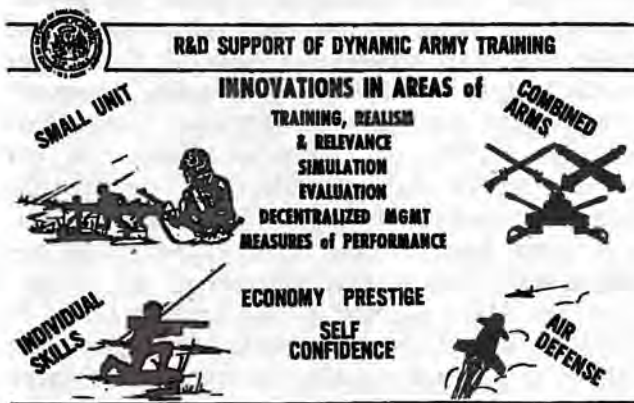 R&D SUPPORT OF DYNAMIC ARMY TRAINING
SMALL UNIT
INNOVATIONS IN AREAS of
TRAINING, REALISM
& RELEVANCE
SIMULATION
EVALUATION
DECENTRALIZED MGMT
MEASURES of PERFORMANCE
COMBINED
ARMS
INDIVIDUAL
SKILLS
ECONOMY PRESTIGE
SELF
CONFIDENCE
AIR
DEFENSE